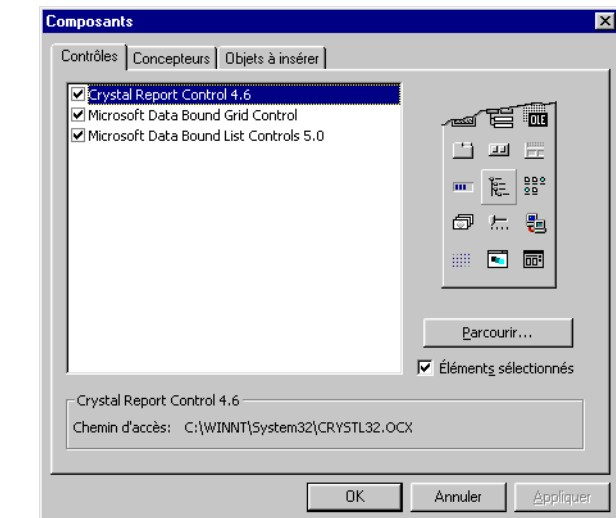 Composants
Contrôles Concepteurs Objets à insérer
Crystal Report Control 4.6
Microsoft Data Bound Grid Control
Microsoft Data Bound List Controls 5.0
OLE
Parcourir...
Éléments sélectionnés
Crystal Report Control 4.6
Chemin d'accès: C:\WINNT\System32\CRYSTL32.OCX
OK Annuler Appliquer